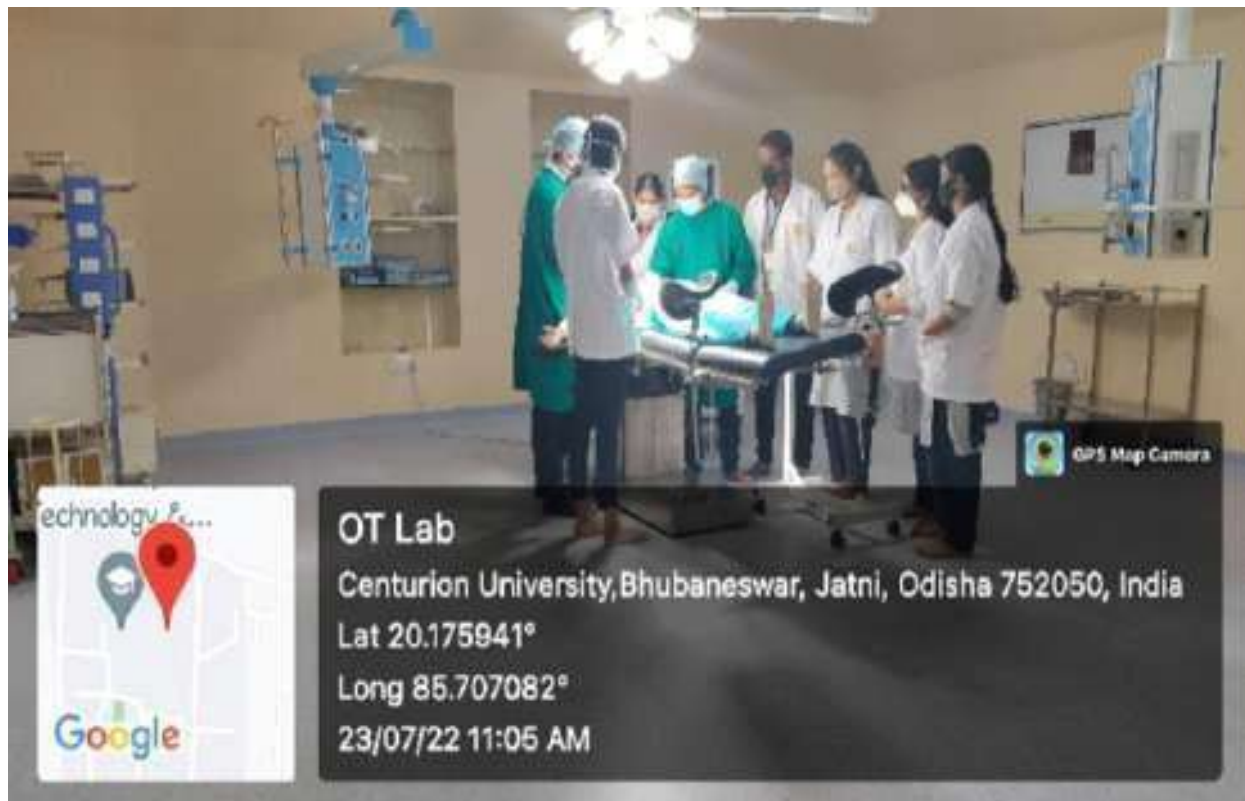 GPS Map Camera
echnology &...
Google
OT Lab
Centurion University,Bhubaneswar, Jatni, Odisha 752050, India
Lat 20.175941°
Long 85.707082°
23/07/22 11:05 AM